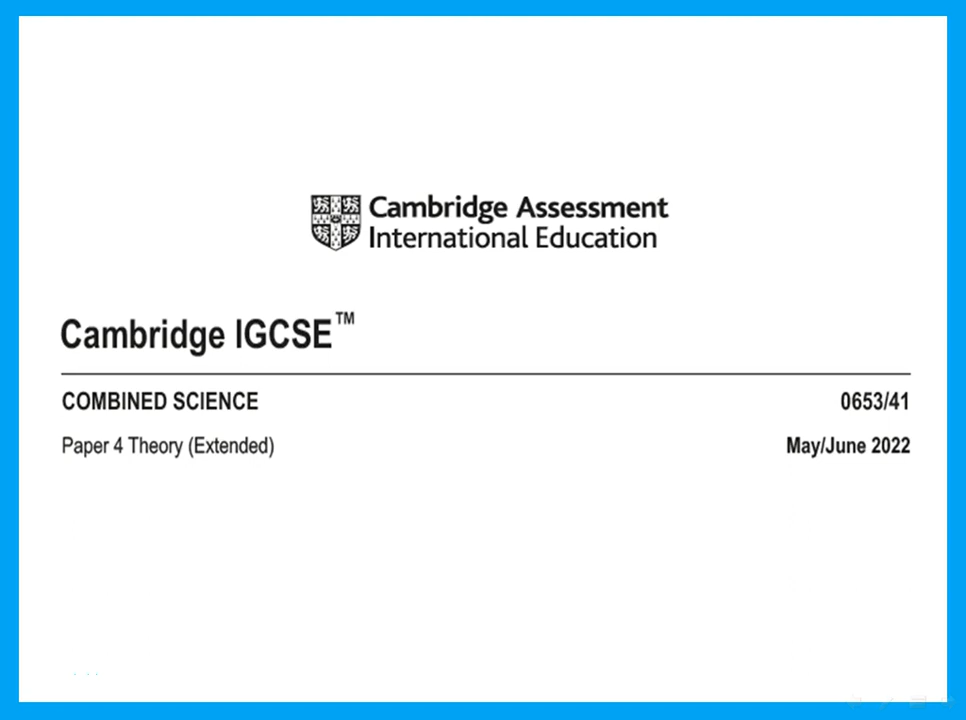 Cambridge Assessment
International Education
Cambridge IGCSE™
COMBINED SCIENCE 0653/41
Paper 4 Theory (Extended) May/June 2022